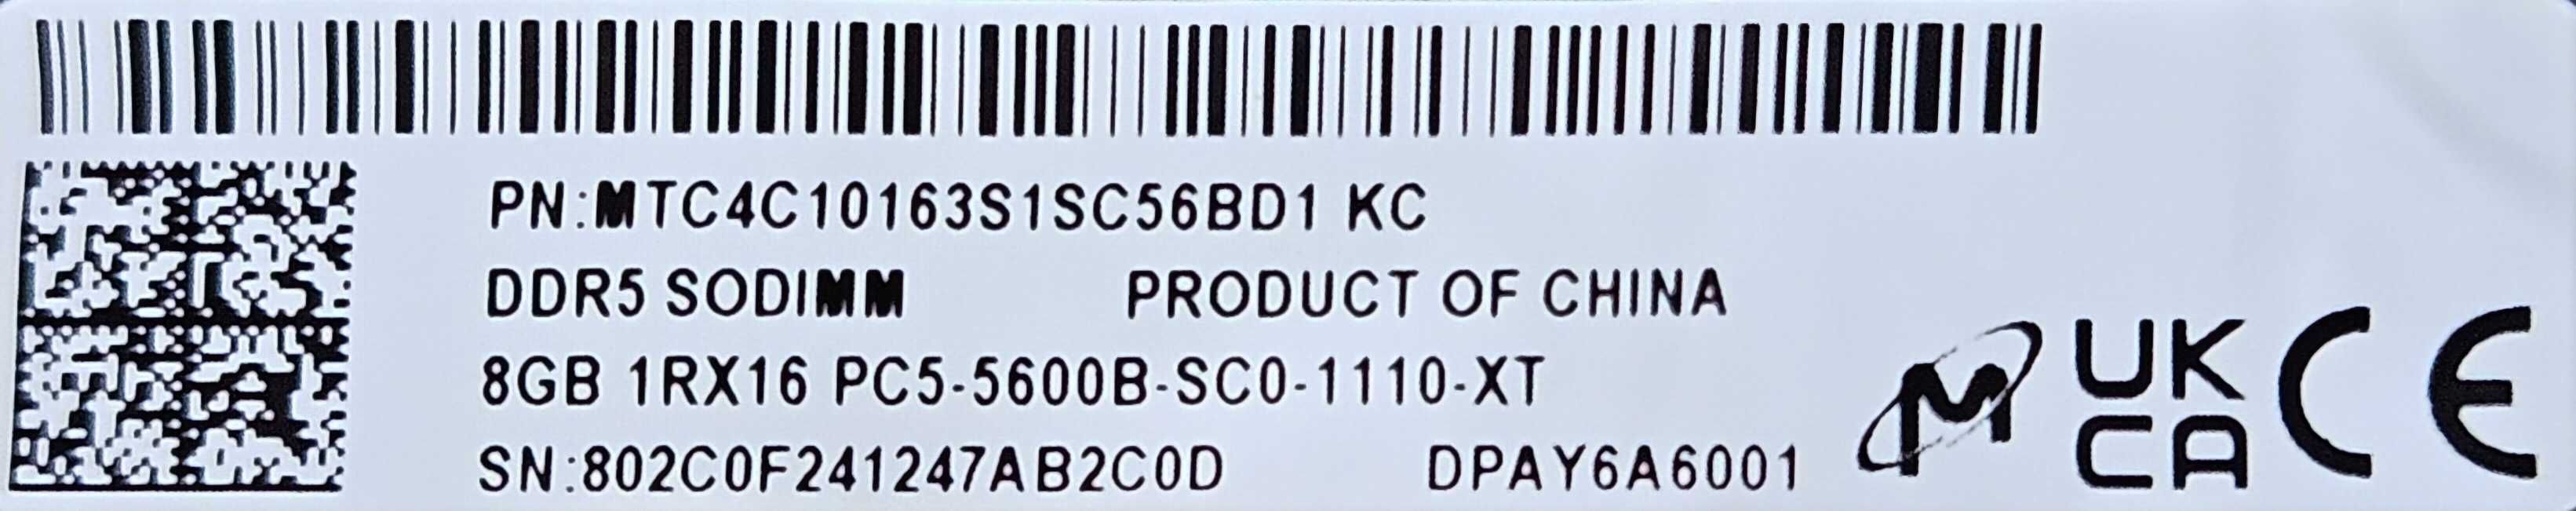 PN:MTC4C10163S1SC56BD1 KC
DDR5 SODIMM PRODUCT OF CHINA
8GB 1RX16 PC5-5600B-SC0-1110-XT
SN:802C0F241247AB2C0D DPAY6A6001
M
UK
CA
CE